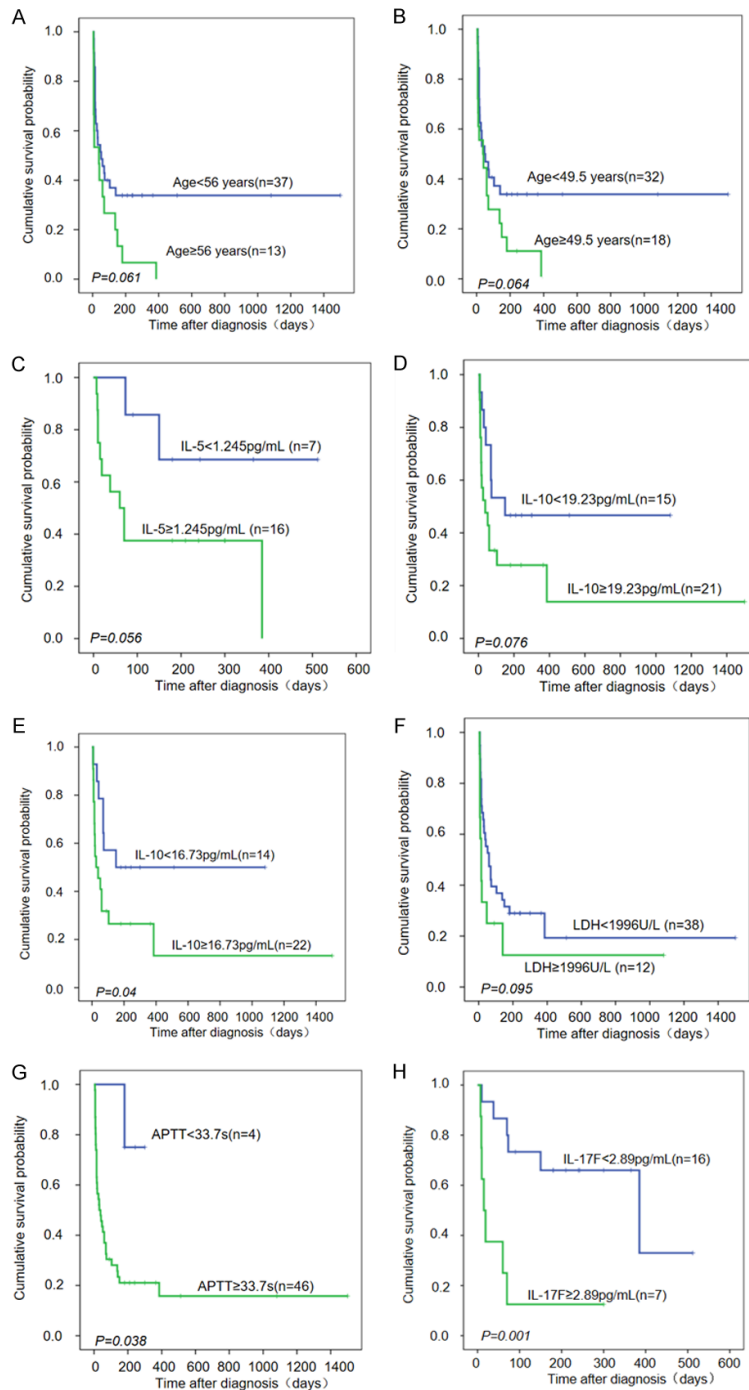 A
Cumulative survival probability
1.0
0.8
0.6
0.4
0.2
0.0
Age<56 years(n=37)
Age≥56 years(n=13)
P=0.061
0 200 400 600 800 1000 1200 1400
Time after diagnosis（days）
B
Cumulative survival probability
1.0
0.8
0.6
0.4
0.2
0.0
Age<49.5 years(n=32)
Age≥49.5 years(n=18)
P=0.064
0 200 400 600 800 1000 1200 1400
Time after diagnosis（days）
C
Cumulative survival probability
1.0
0.8
0.6
0.4
0.2
0.0
IL-5<1.245pg/mL (n=7)
IL-5≥1.245pg/mL (n=16)
P=0.056
0 100 200 300 400 500 600
Time after diagnosis（days）
D
Cumulative survival probability
1.0
0.8
0.6
0.4
0.2
0.0
IL-10<19.23pg/mL(n=15)
IL-10≥19.23pg/mL(n=21)
P=0.076
0 200 400 600 800 1000 1200 1400
Time after diagnosis（days）
E
Cumulative survival probability
1.0
0.8
0.6
0.4
0.2
0.0
IL-10<16.73pg/mL(n=14)
IL-10≥16.73pg/mL(n=22)
P=0.04
0 200 400 600 800 1000 1200 1400
Time after diagnosis（days）
F
Cumulative survival probability
1.0
0.8
0.6
0.4
0.2
0.0
LDH<1996U/L (n=38)
LDH≥1996U/L (n=12)
P=0.095
0 200 400 600 800 1000 1200 1400
Time after diagnosis（days）
G
Cumulative survival probability
1.0
0.8
0.6
0.4
0.2
0.0
APTT<33.7s(n=4)
APTT≥33.7s(n=46)
P=0.038
0 200 400 600 800 1000 1200 1400
Time after diagnosis（days）
H
Cumulative survival probability
1.0
0.8
0.6
0.4
0.2
0.0
IL-17F<2.89pg/mL(n=16)
IL-17F≥2.89pg/mL(n=7)
P=0.001
0 100 200 300 400 500 600
Time after diagnosis（days）